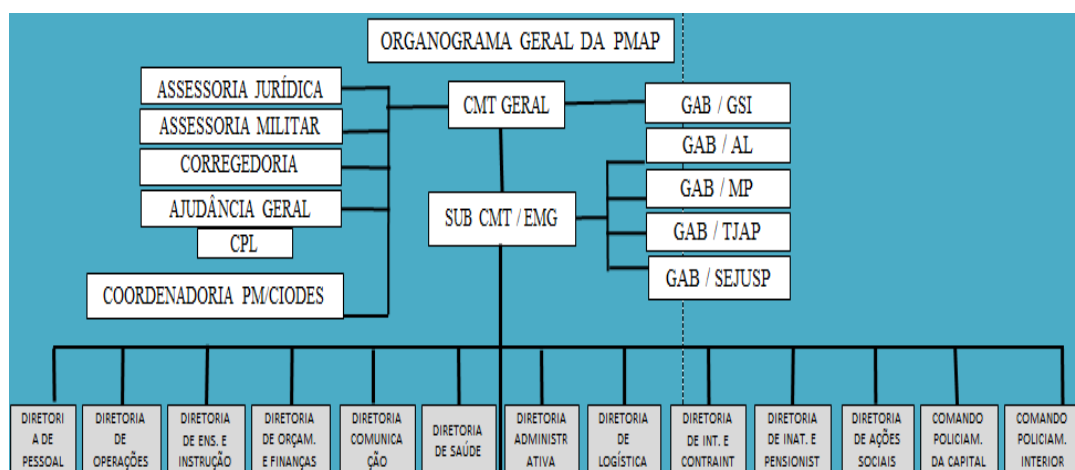 ORGANOGRAMA GERAL DA PMAP
ASSESSORIA JURÍDICA
ASSESSORIA MILITAR
CORREGEDORIA
AJUDÂNCIA GERAL
CPL
COORDENADORIA PM/CIODES
CMT GERAL
SUB CMT / EMG
GAB / GSI
GAB / AL
GAB / MP
GAB / TJAP
GAB / SEJUSP
DIRETORI
A DE
PESSOAL
DIRETORIA
DE
OPERAÇÕES
DIRETORIA
DE ENS. E
INSTRUÇÃO
DIRETORIA
DE ORÇAM.
E FINANÇAS
DIRETORIA
COMUNICA
ÇÃO
DIRETORIA
DE SAÚDE
DIRETORIA
ADMINISTR
ATIVA
DIRETORIA
DE
LOGÍSTICA
DIRETORIA
DE INT. E
CONTRAINT
DIRETORIA
DE INAT. E
PENSIONIST
DIRETORIA
DE AÇÕES
SOCIAIS
COMANDO
POLICIAM.
DA CAPITAL
COMANDO
POLICIAM.
INTERIOR